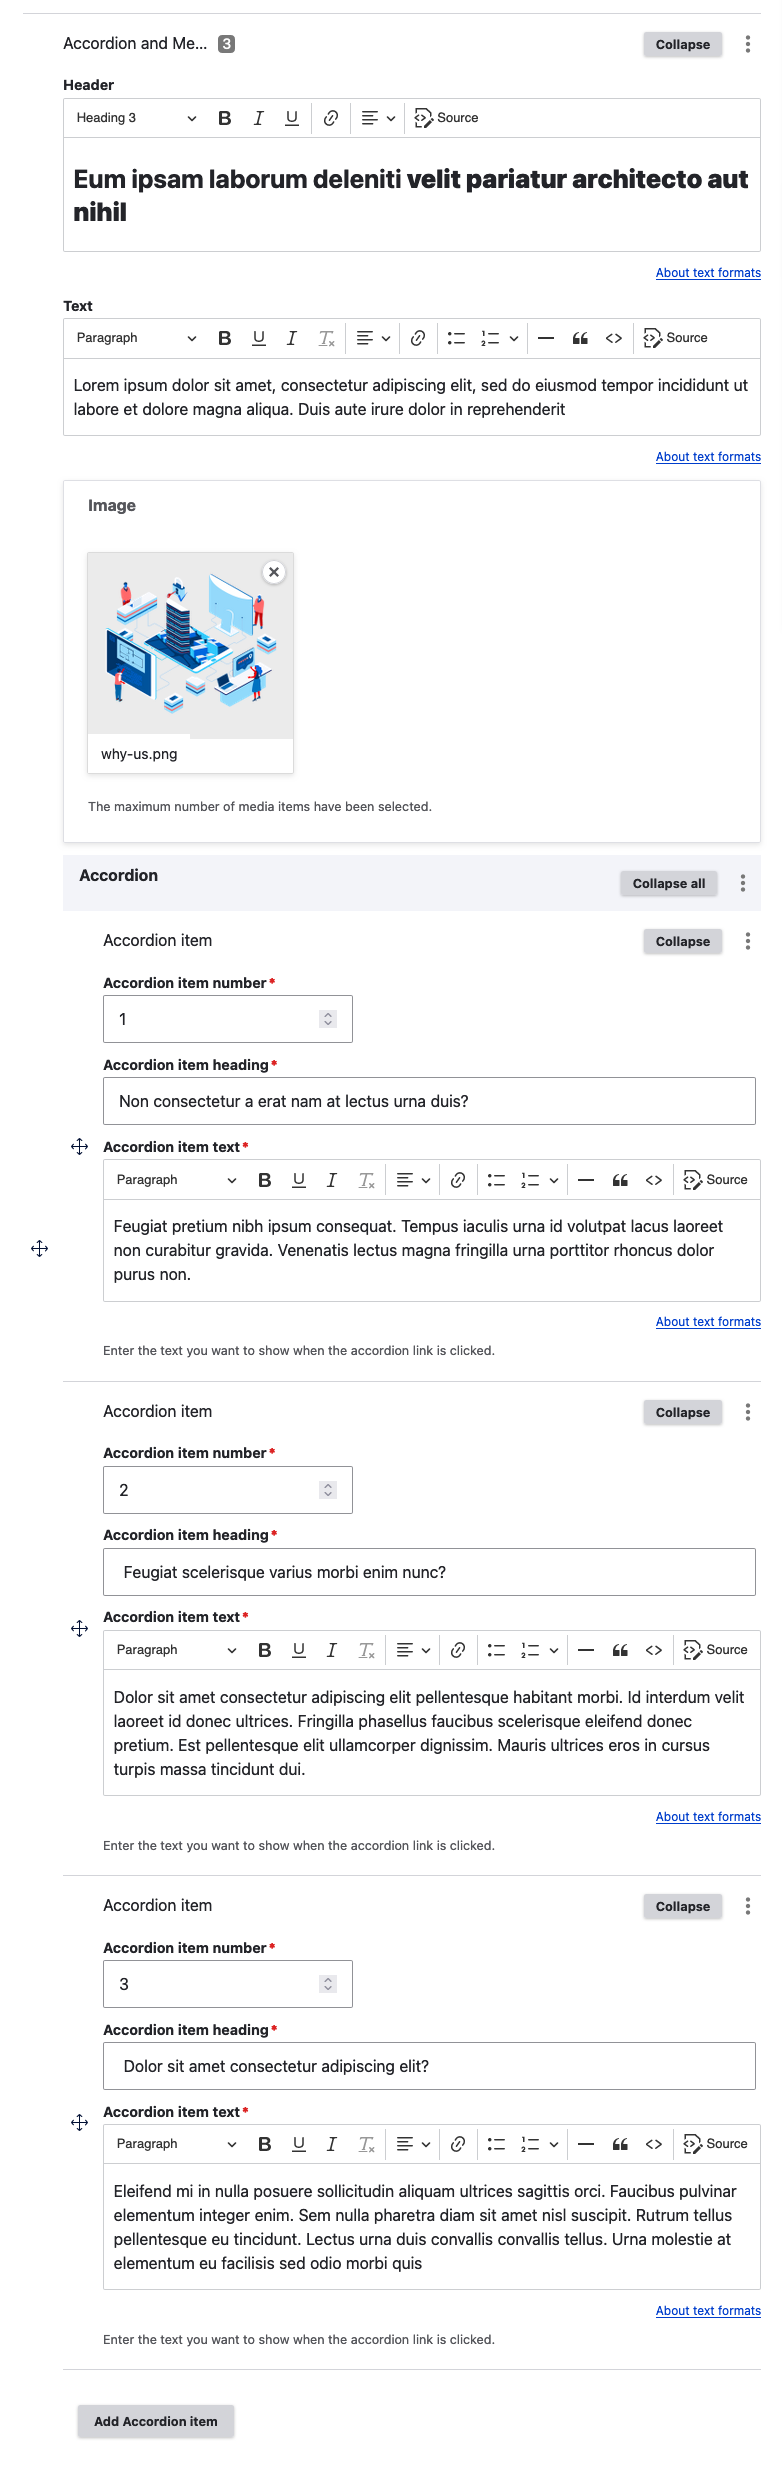 Accordion and Me... 3 Collapse
Header
Heading 3 B I U Source
Eum ipsam laborum deleniti velit pariatur architecto aut
nihil
About text formats
Text
Paragraph B U I Tx Source
Lorem ipsum dolor sit amet, consectetur adipiscing elit, sed do eiusmod tempor incididunt ut
labore et dolore magna aliqua. Duis aute irure dolor in reprehenderit
About text formats
Image
why-us.png
The maximum number of media items have been selected.
Accordion Collapse all
Accordion item Collapse
Accordion item number*
1
Accordion item heading*
Non consectetur a erat nam at lectus urna duis?
Accordion item text*
Paragraph B U I Tx Source
Feugiat pretium nibh ipsum consequat. Tempus iaculis urna id volutpat lacus laoreet
non curabitur gravida. Venenatis lectus magna fringilla urna porttitor rhoncus dolor
purus non.
About text formats
Enter the text you want to show when the accordion link is clicked.
Accordion item Collapse
Accordion item number*
2
Accordion item heading*
Feugiat scelerisque varius morbi enim nunc?
Accordion item text*
Paragraph B U I Tx Source
Dolor sit amet consectetur adipiscing elit pellentesque habitant morbi. Id interdum velit
laoreet id donec ultrices. Fringilla phasellus faucibus scelerisque eleifend donec
pretium. Est pellentesque elit ullamcorper dignissim. Mauris ultrices eros in cursus
turpis massa tincidunt dui.
About text formats
Enter the text you want to show when the accordion link is clicked.
Accordion item Collapse
Accordion item number*
3
Accordion item heading*
Dolor sit amet consectetur adipiscing elit?
Accordion item text*
Paragraph B U I Tx Source
Eleifend mi in nulla posuere sollicitudin aliquam ultrices sagittis orci. Faucibus pulvinar
elementum integer enim. Sem nulla pharetra diam sit amet nisl suscipit. Rutrum tellus
pellentesque eu tincidunt. Lectus urna duis convallis convallis tellus. Urna molestie at
elementum eu facilisis sed odio morbi quis
About text formats
Enter the text you want to show when the accordion link is clicked.
Add Accordion item